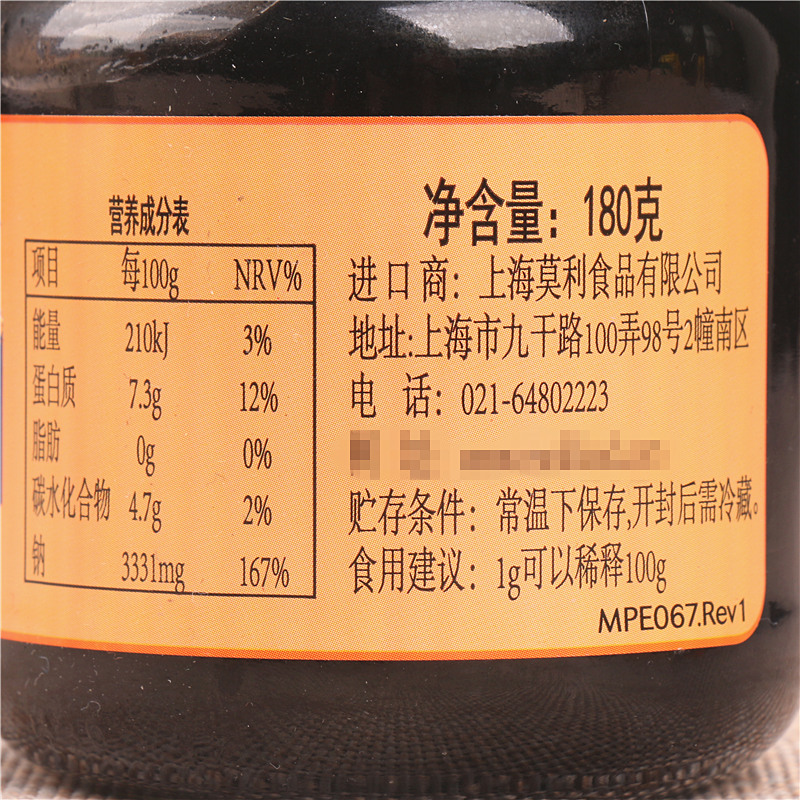 营养成分表
项目 每100g NRV%
能量 210kJ 3%
蛋白质 7.3g 12%
脂肪 0g 0%
碳水化合物 4.7g 2%
钠 3331mg 167%
净含量：180克
进口商：上海莫利食品有限公司
地址:上海市九干路100弄98号2幢南区
电 话：021-64802223
贮存条件：常温下保存,开封后需冷藏。
食用建议：1g可以稀释100g
MPE067.Rev1